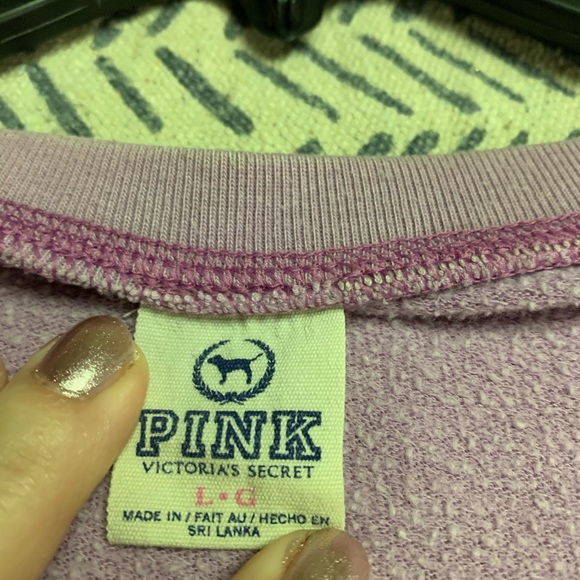 PINK
VICTORIA'S SECRET
L•G
MADE IN / FAIT AU / HECHO EN
SRI LANKA